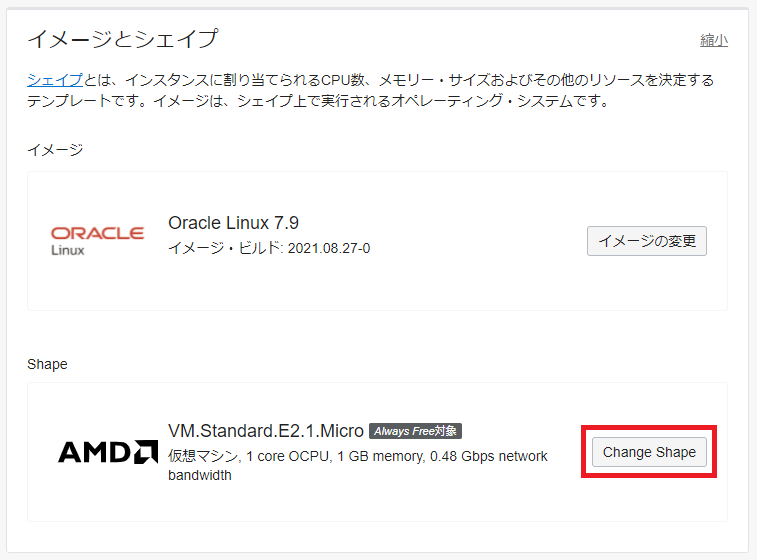 イメージとシェイプ
縮小
シェイプとは、インスタンスに割り当てられるCPU数、メモリー・サイズおよびその他のリソースを決定する
テンプレートです。イメージは、シェイプ上で実行されるオペレーティング・システムです。
イメージ
ORACLE
Linux
Oracle Linux 7.9
イメージ・ビルド: 2021.08.27-0
イメージの変更
Shape
AMD
VM.Standard.E2.1.Micro Always Free対象
仮想マシン, 1 core OCPU, 1 GB memory, 0.48 Gbps network
bandwidth
Change Shape